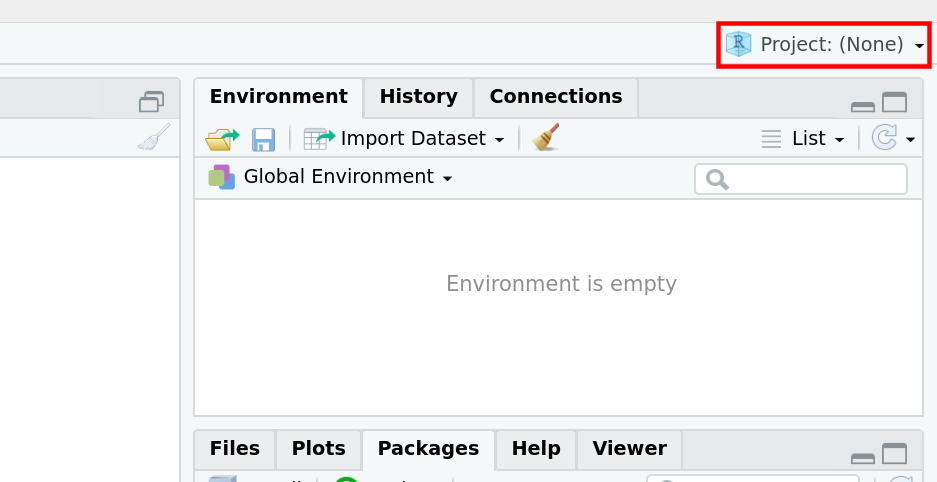 Project: (None)
Environment History Connections
Import Dataset List
Global Environment
Environment is empty
Files Plots Packages Help Viewer